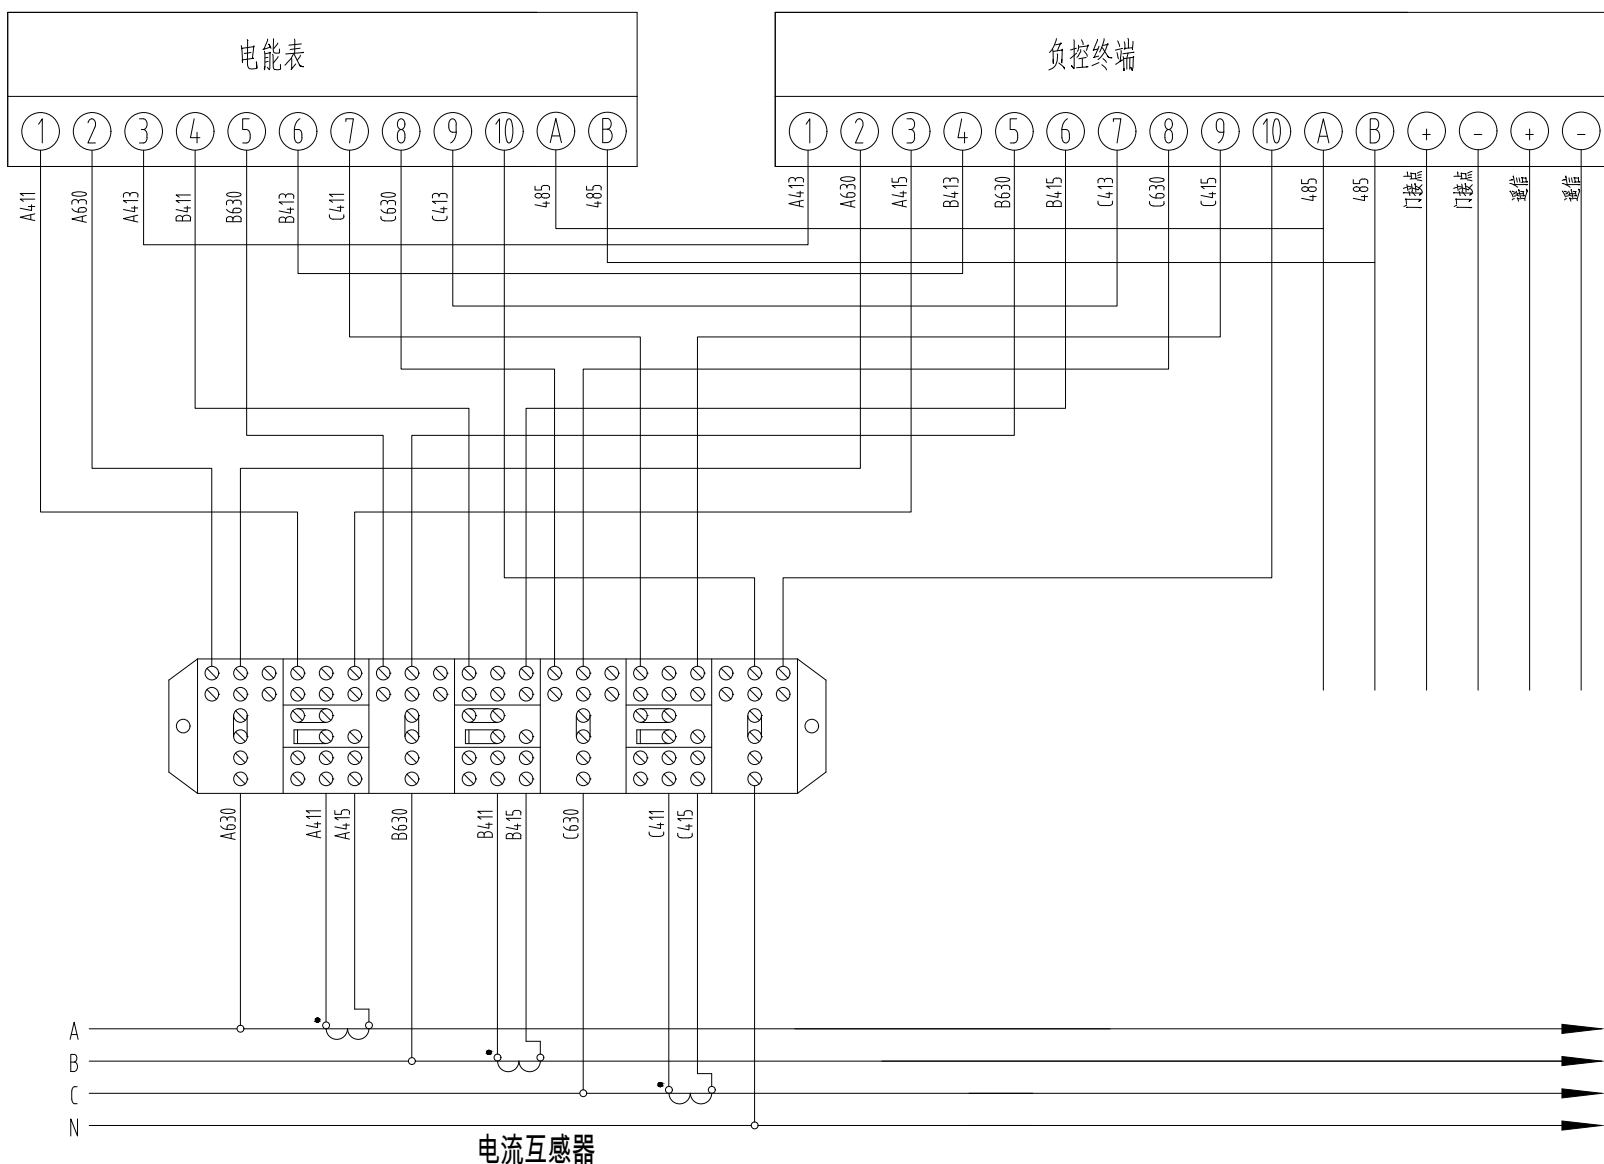 电能表
负控终端
1 2 3 4 5 6 7 8 9 10 A B
1 2 3 4 5 6 7 8 9 10 A B + - + -
A411 A630 A413 B411 B630 B413 C411 C630 C413 485 485
A413 A630 A415 B413 B630 B415 C413 C630 C415 485 485 门接点 门接点 遥信 遥信
A630 A411 A415 B630 B411 B415 C630 C411 C415
A
B
C
N
电流互感器